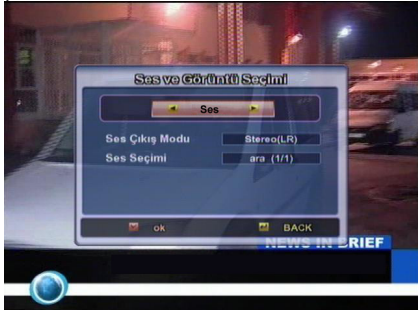 Ses ve Görüntü Seçimi
Ses
Ses Çıkış Modu Stereo(LR)
Ses Seçimi ara (1/1)
ok BACK
NEWS IN BRIEF